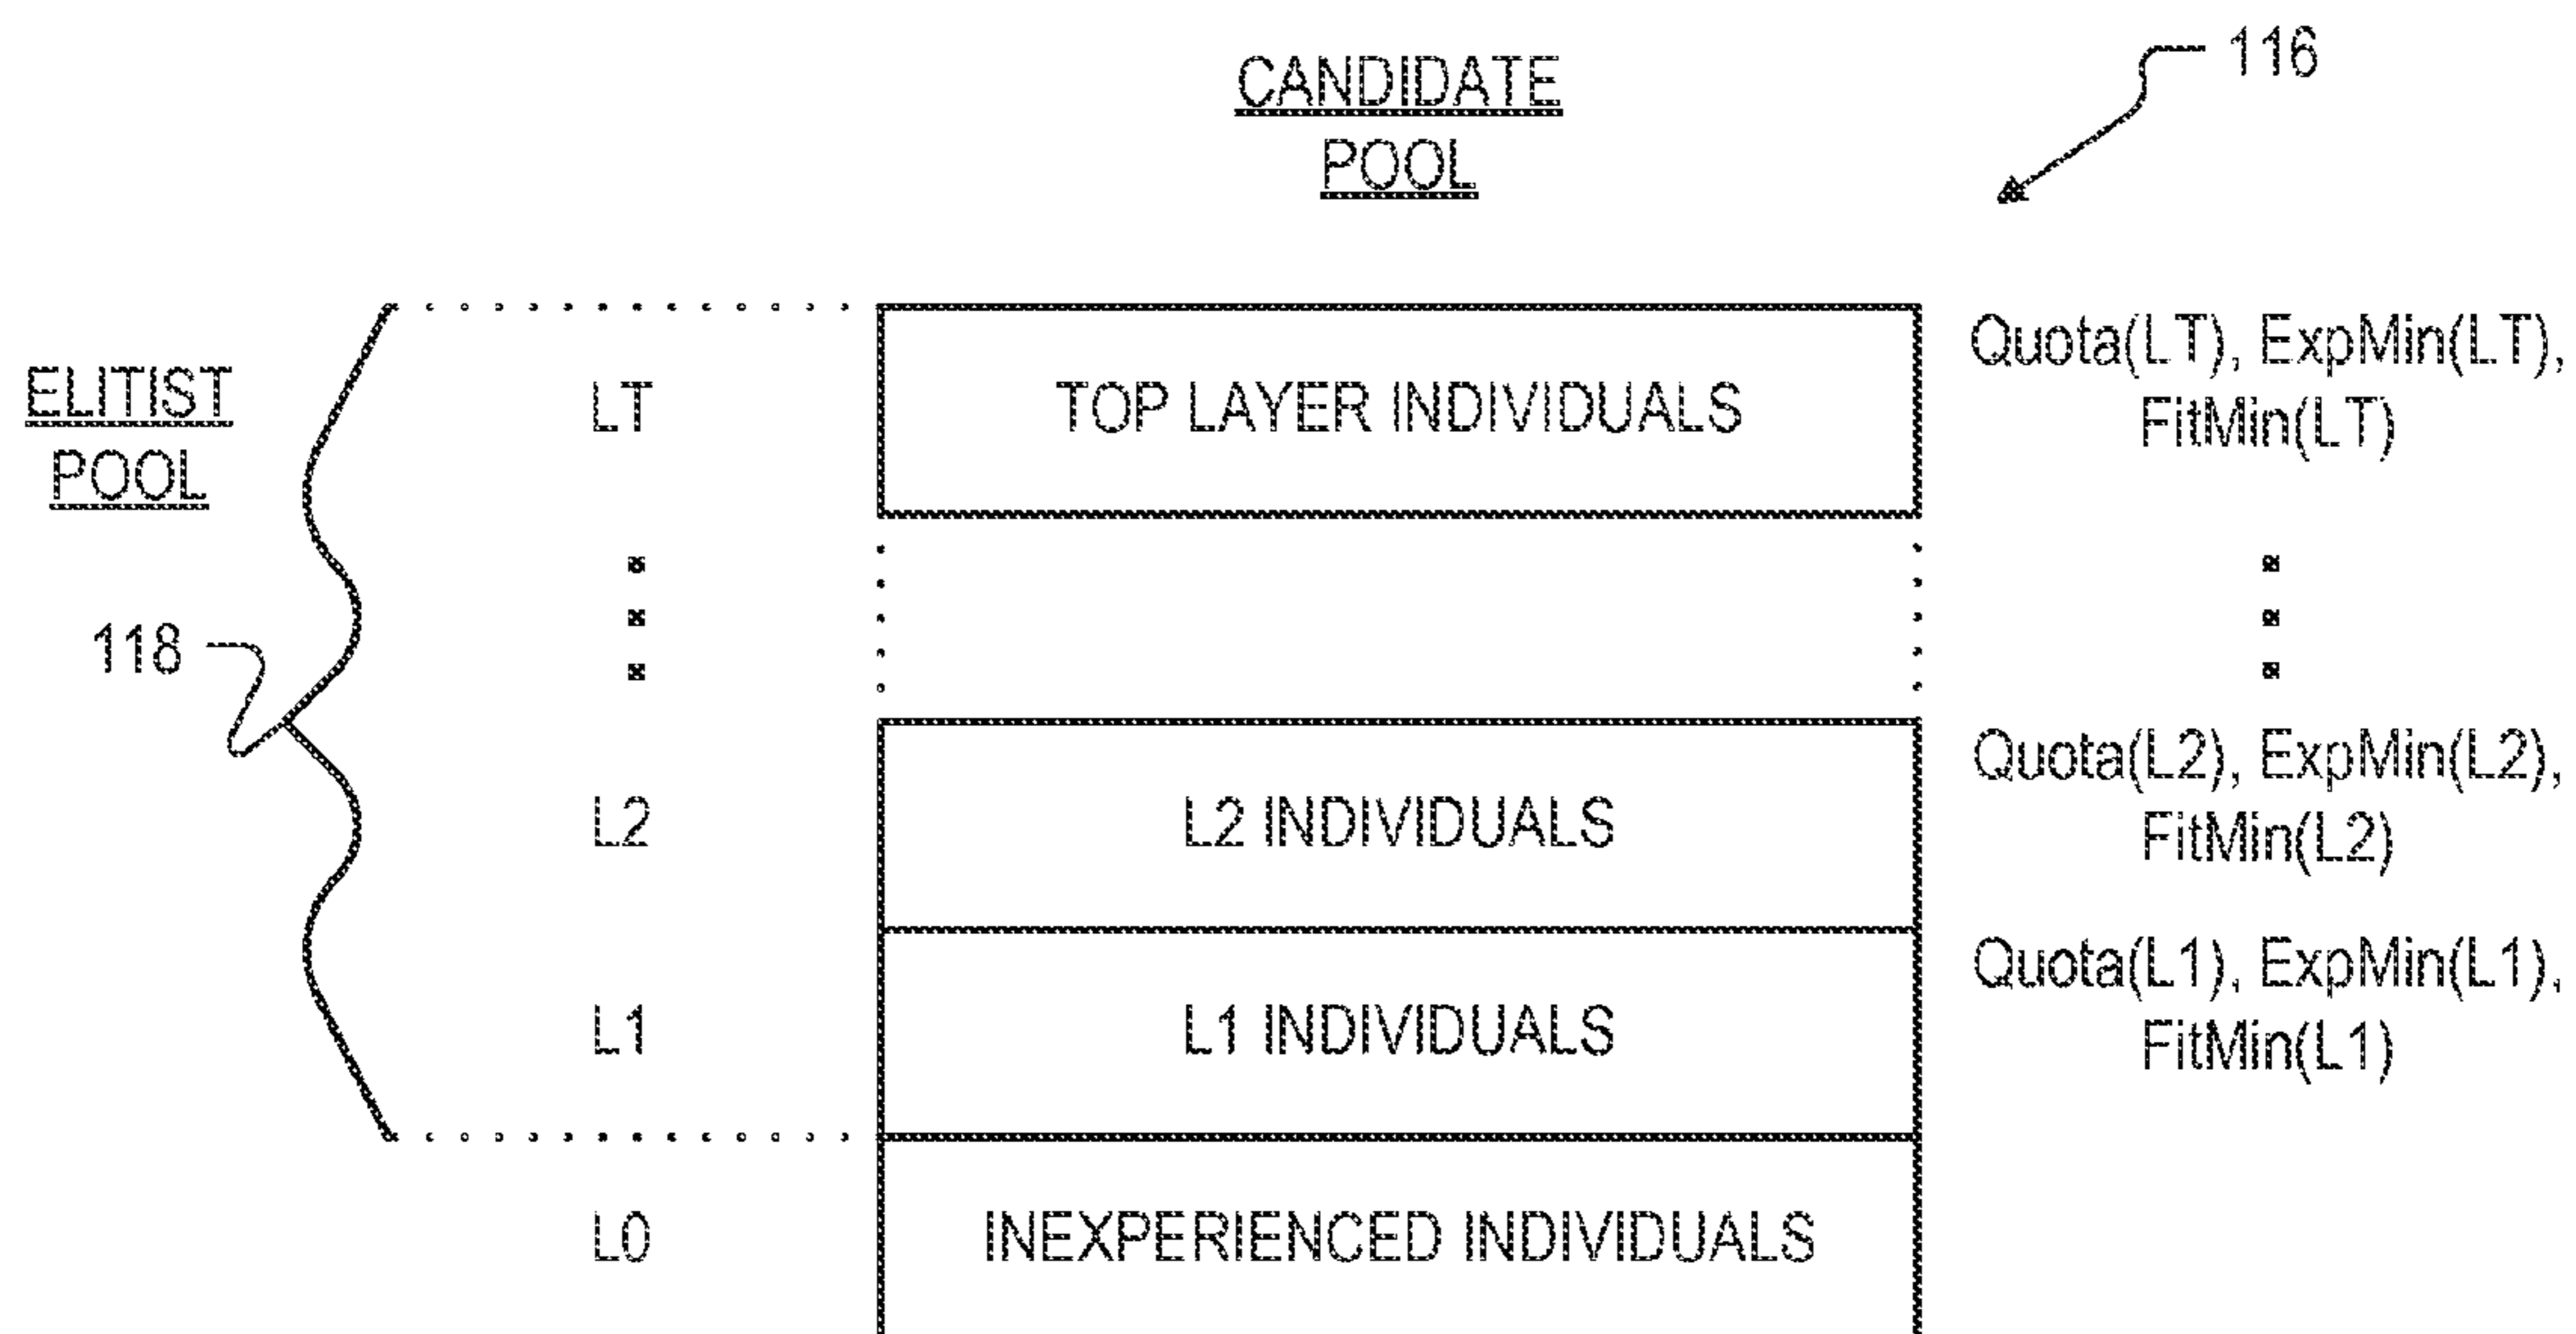 116
CANDIDATE
POOL
ELITIST
POOL
118
LT
TOP LAYER INDIVIDUALS
Quota(LT), ExpMin(LT),
FitMin(LT)
L2
L2 INDIVIDUALS
Quota(L2), ExpMin(L2),
FitMin(L2)
L1
L1 INDIVIDUALS
Quota(L1), ExpMin(L1),
FitMin(L1)
L0
INEXPERIENCED INDIVIDUALS